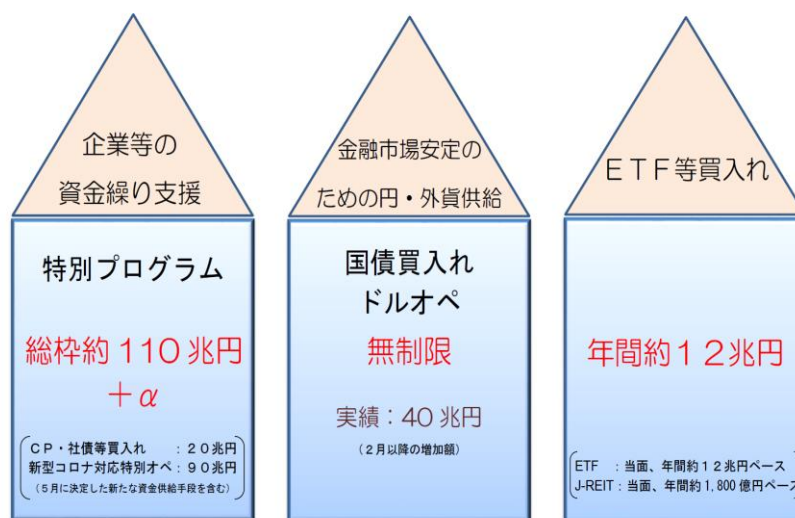 企業等の
資金繰り支援
特別プログラム
総枠約110兆円
+α
CP・社債等買入れ　：20兆円
新型コロナ対応特別オペ：90兆円
(5月に決定した新たな資金供給手段を含む)
金融市場安定の
ための円・外貨供給
国債買入れ
ドルオペ
無制限
実績：40兆円
(2月以降の増加額)
ETF等買入れ
年間約12兆円
ETF　：当面、年間約12兆円ペース
J-REIT：当面、年間約1,800億円ペース